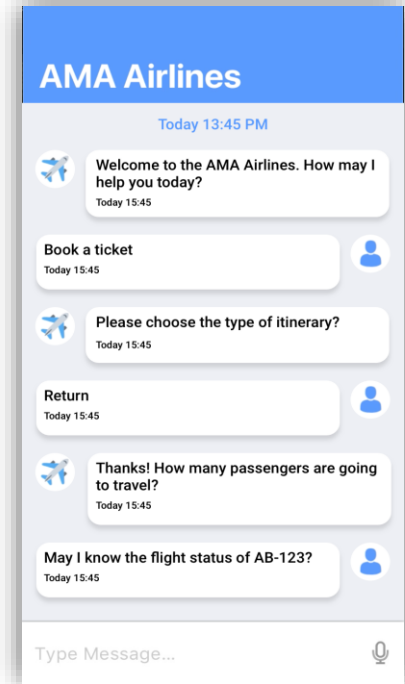 AMA Airlines
Today 13:45 PM
Welcome to the AMA Airlines. How may I
help you today?
Today 15:45
Book a ticket
Today 15:45
Please choose the type of itinerary?
Today 15:45
Return
Today 15:45
Thanks! How many passengers are going
to travel?
Today 15:45
May I know the flight status of AB-123?
Today 15:45
Type Message...